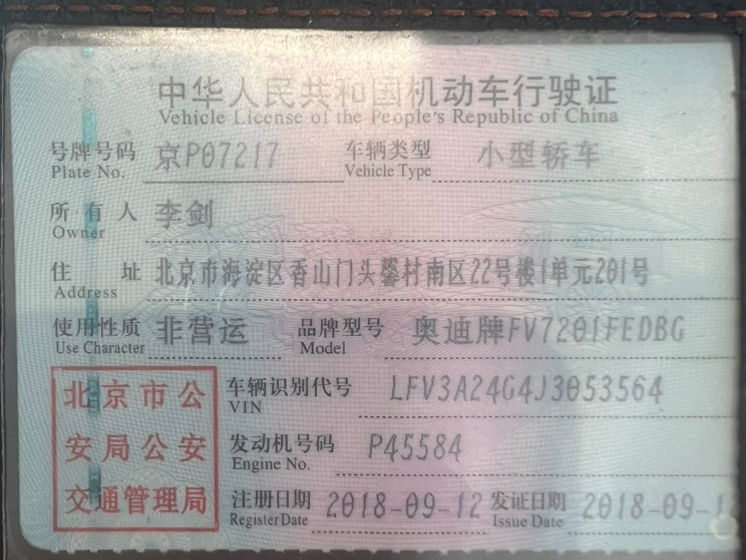 中华人民共和国机动车行驶证
Vehicle License of the People's Republic of China
号牌号码 京P07217 车辆类型 小型轿车
Plate No. Vehicle Type
所有人 李剑
Owner
住址 北京市海淀区香山门头馨村南区22号楼1单元201号
Address
使用性质 非营运 品牌型号 奥迪牌FV7201FEDBG
Use Character Model
北京市公安局公安交通管理局
车辆识别代号 LFV3A24G4J3053564
VIN
发动机号码 P45584
Engine No.
注册日期 2018-09-12 发证日期 2018-09-1
Register Date Issue Date